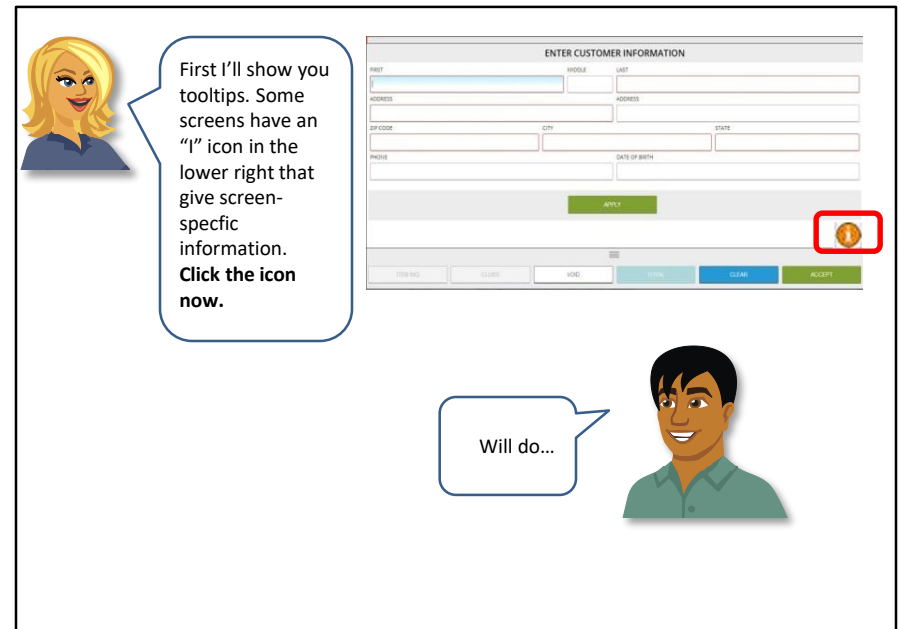 First I’ll show you
tooltips. Some
screens have an
“I” icon in the
lower right that
give screen-
specfic
information.
Click the icon
now.
ENTER CUSTOMER INFORMATION
FIRST MIDDLE LAST
ADDRESS ADDRESS
ZIP CODE CITY STATE
PHONE DATE OF BIRTH
APPLY
VOID TOTAL CLEAR ACCEPT
Will do…